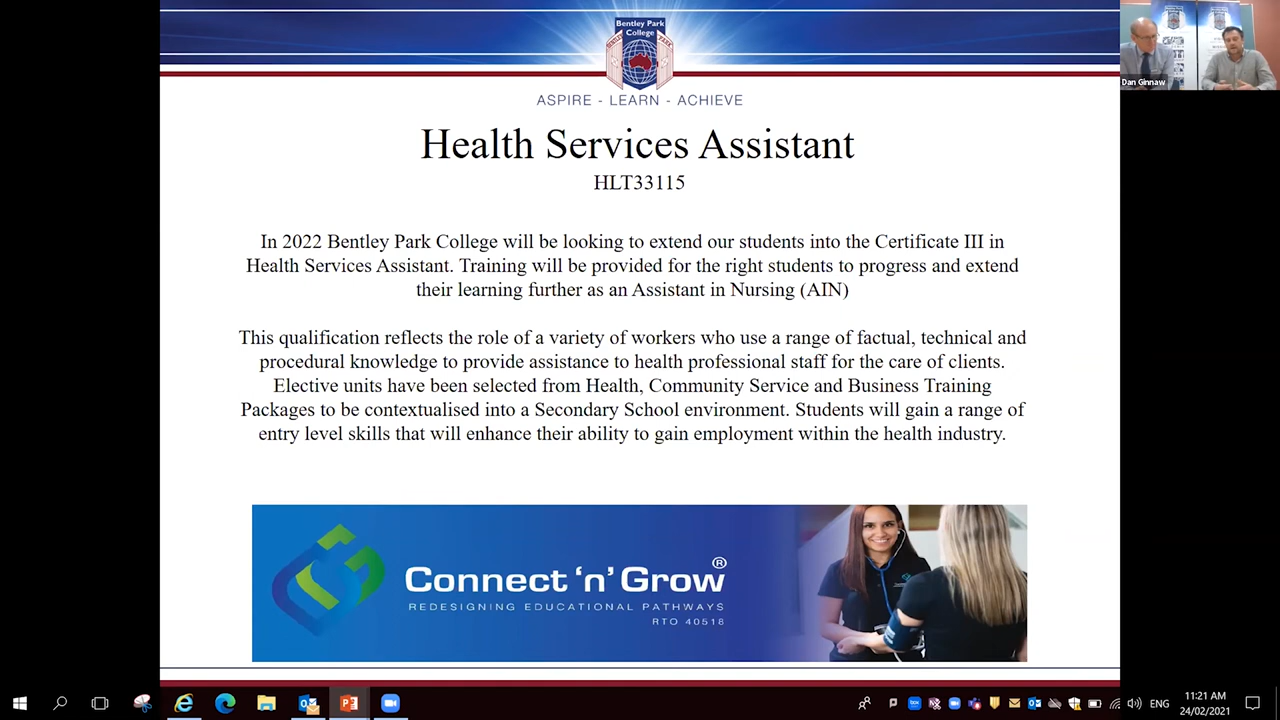 Bentley Park
College
BENTLEY
PARK
ASPIRE - LEARN - ACHIEVE
Dan Ginnaw
Health Services Assistant
HLT33115
In 2022 Bentley Park College will be looking to extend our students into the Certificate III in
Health Services Assistant. Training will be provided for the right students to progress and extend
their learning further as an Assistant in Nursing (AIN)
This qualification reflects the role of a variety of workers who use a range of factual, technical and
procedural knowledge to provide assistance to health professional staff for the care of clients.
Elective units have been selected from Health, Community Service and Business Training
Packages to be contextualised into a Secondary School environment. Students will gain a range of
entry level skills that will enhance their ability to gain employment within the health industry.
Connect 'n' Grow®
REDESIGNING EDUCATIONAL PATHWAYS
RTO 40518
ENG
11:21 AM
24/02/2021